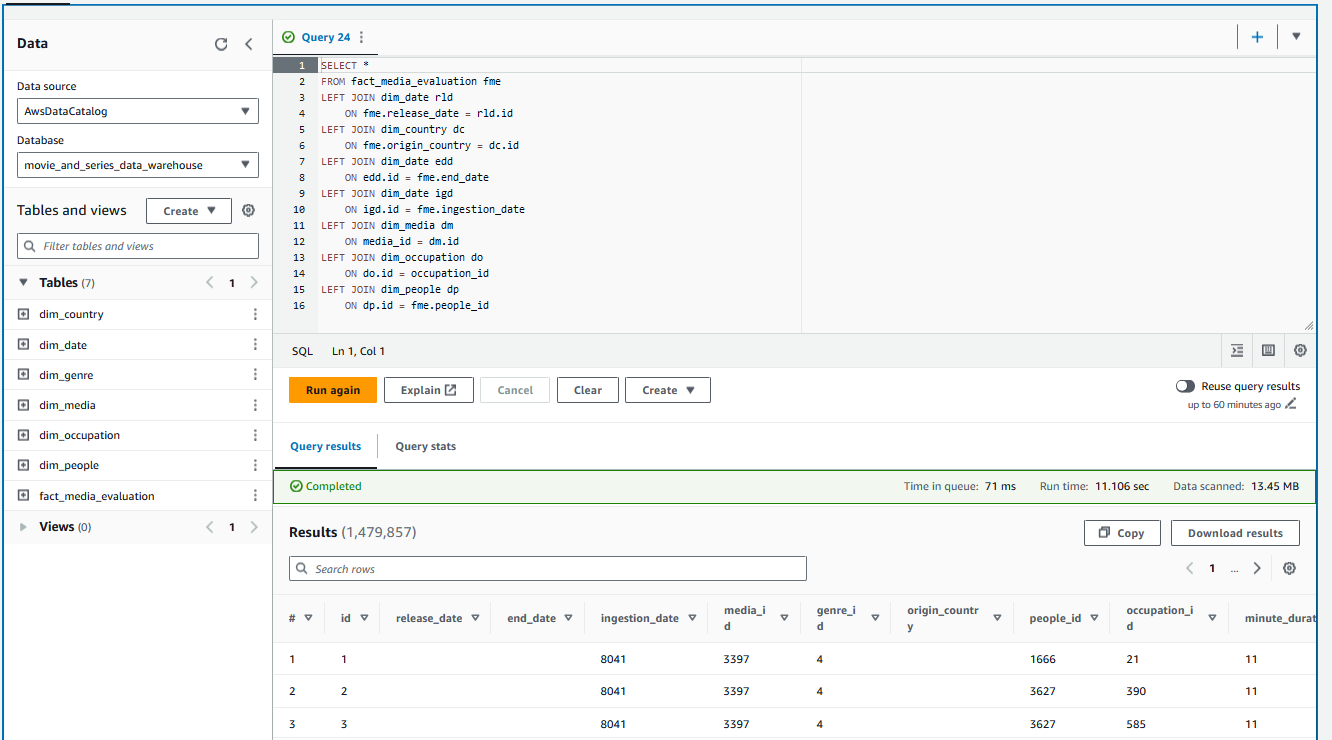 Data
Data source
AwsDataCatalog
Database
movie_and_series_data_warehouse
Tables and views
Create
Filter tables and views
Tables (7)
1
dim_country
dim_date
dim_genre
dim_media
dim_occupation
dim_people
fact_media_evaluation
Views (0)
1
Query 24
1 SELECT *
2 FROM fact_media_evaluation fme
3 LEFT JOIN dim_date rld
4 ON fme.release_date = rld.id
5 LEFT JOIN dim_country dc
6 ON fme.origin_country = dc.id
7 LEFT JOIN dim_date edd
8 ON edd.id = fme.end_date
9 LEFT JOIN dim_date igd
10 ON igd.id = fme.ingestion_date
11 LEFT JOIN dim_media dm
12 ON media_id = dm.id
13 LEFT JOIN dim_occupation do
14 ON do.id = occupation_id
15 LEFT JOIN dim_people dp
16 ON dp.id = fme.people_id
SQL Ln 1, Col 1
Run again Explain Cancel Clear Create
Reuse query results
up to 60 minutes ago
Query results Query stats
Completed Time in queue: 71 ms Run time: 11.106 sec Data scanned: 13.45 MB
Results (1,479,857) Copy Download results
Search rows
1 ...
# id release_date end_date ingestion_date media_i
d genre_i
d origin_countr
y people_id occupation_i
d minute_durat
1 1 8041 3397 4 1666 21 11
2 2 8041 3397 4 3627 390 11
3 3 8041 3397 4 3627 585 11